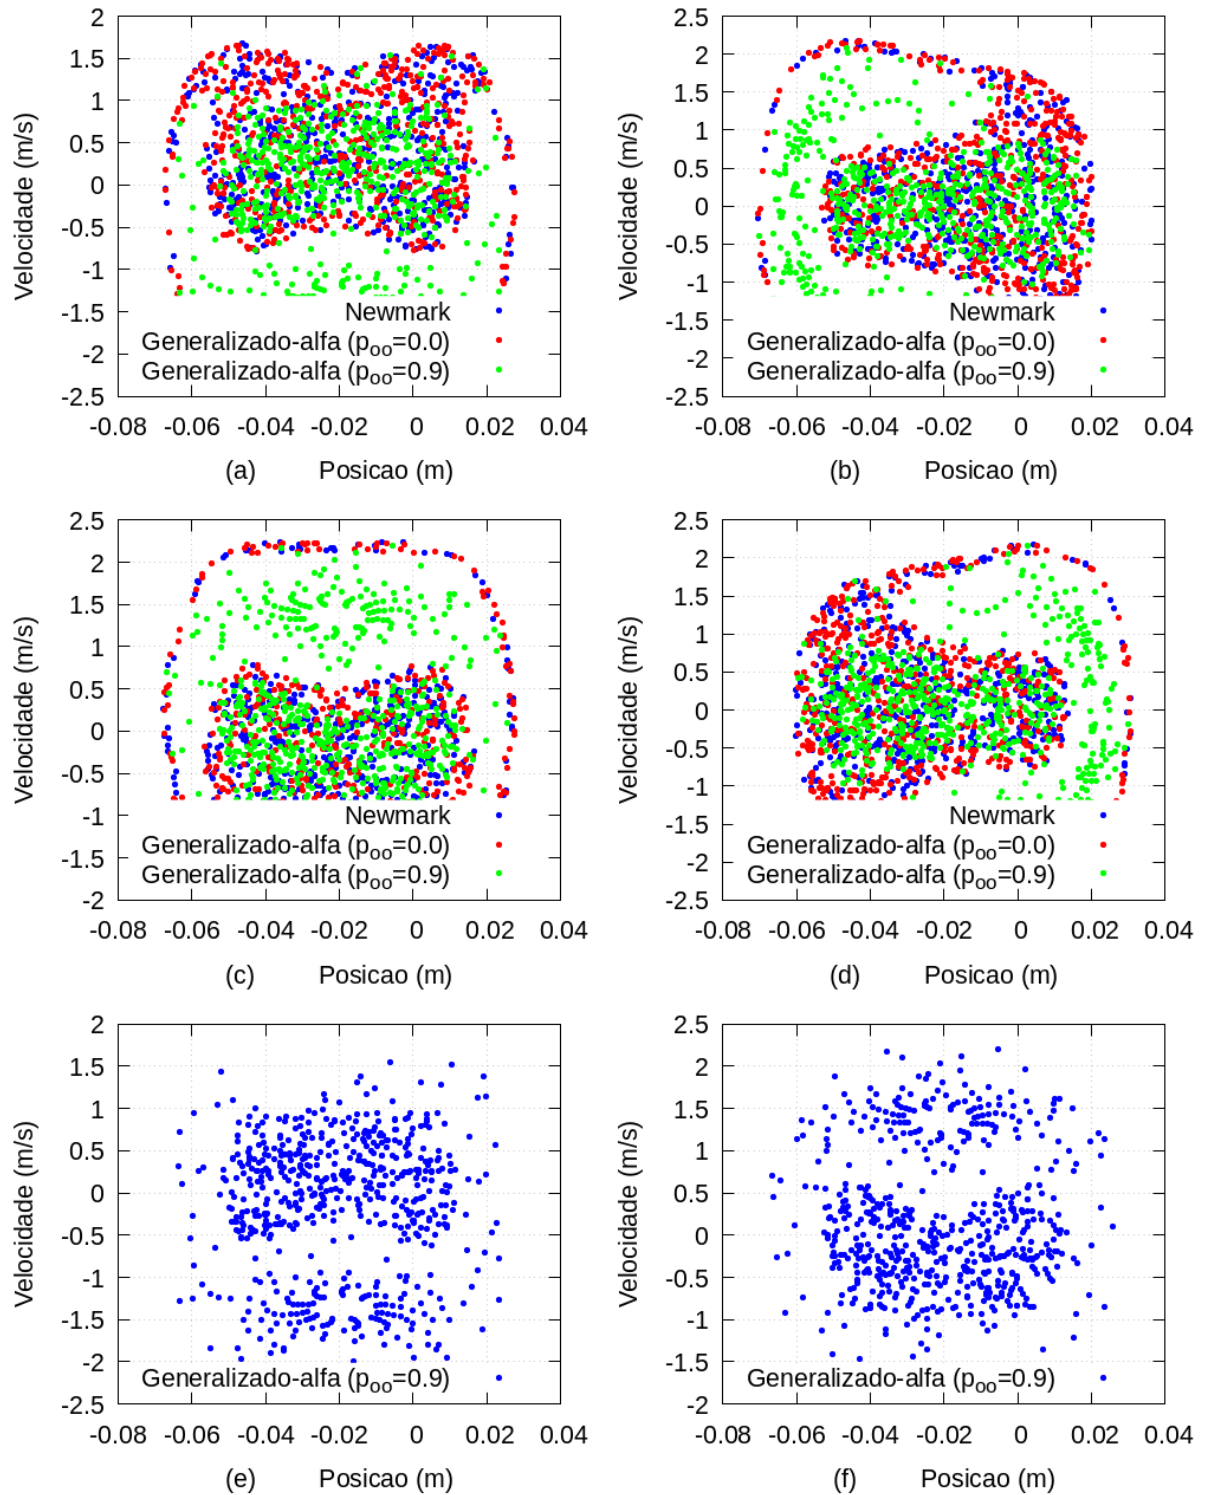 2
1.5
1
0.5
0
-0.5
-1
-1.5
-2
-2.5
Velocidade (m/s)
Newmark
Generalizado-alfa (poo=0.0)
Generalizado-alfa (poo=0.9)
-0.08 -0.06 -0.04 -0.02 0 0.02 0.04
(a) Posicao (m)
2.5
2
1.5
1
0.5
0
-0.5
-1
-1.5
-2
-2.5
Velocidade (m/s)
Newmark
Generalizado-alfa (poo=0.0)
Generalizado-alfa (poo=0.9)
-0.08 -0.06 -0.04 -0.02 0 0.02 0.04
(b) Posicao (m)
2.5
2
1.5
1
0.5
0
-0.5
-1
-1.5
-2
Velocidade (m/s)
Newmark
Generalizado-alfa (poo=0.0)
Generalizado-alfa (poo=0.9)
-0.08 -0.06 -0.04 -0.02 0 0.02 0.04
(c) Posicao (m)
2.5
2
1.5
1
0.5
0
-0.5
-1
-1.5
-2
-2.5
Velocidade (m/s)
Newmark
Generalizado-alfa (poo=0.0)
Generalizado-alfa (poo=0.9)
-0.08 -0.06 -0.04 -0.02 0 0.02 0.04
(d) Posicao (m)
2
1.5
1
0.5
0
-0.5
-1
-1.5
-2
-2.5
Velocidade (m/s)
Generalizado-alfa (poo=0.9)
-0.08 -0.06 -0.04 -0.02 0 0.02 0.04
(e) Posicao (m)
2.5
2
1.5
1
0.5
0
-0.5
-1
-1.5
-2
Velocidade (m/s)
Generalizado-alfa (poo=0.9)
-0.08 -0.06 -0.04 -0.02 0 0.02 0.04
(f) Posicao (m)